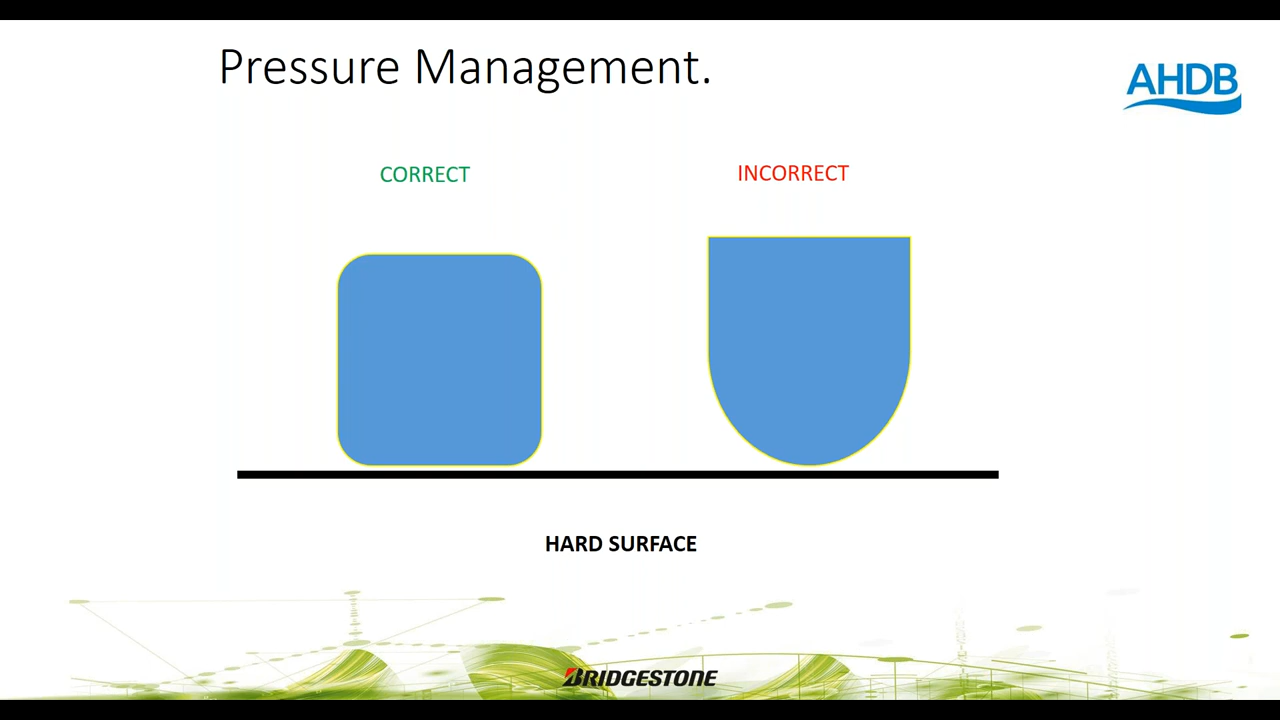 Pressure Management.
AHDB
CORRECT
INCORRECT
HARD SURFACE
BRIDGESTONE